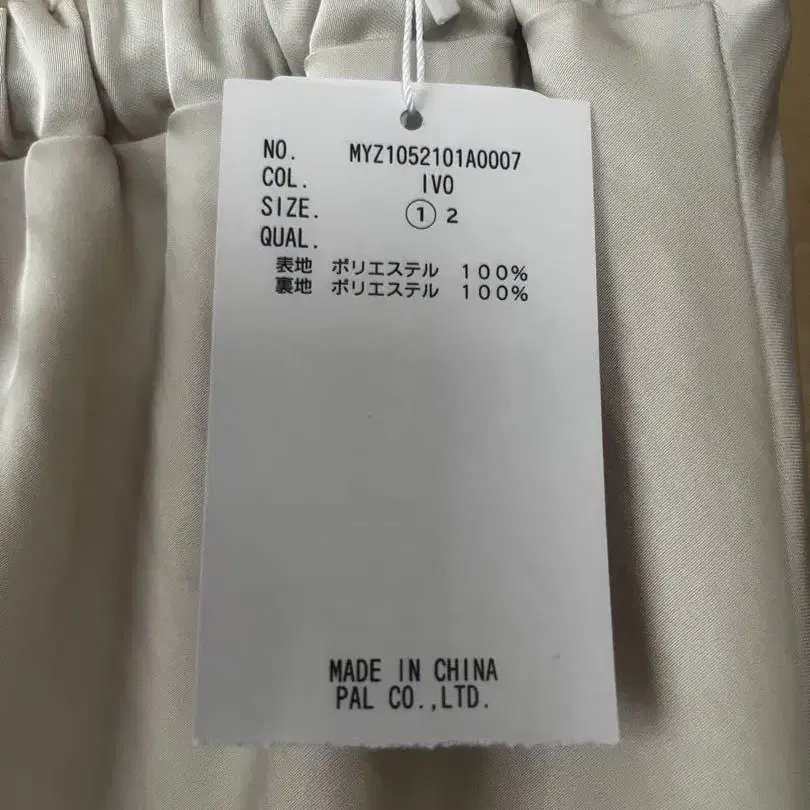 NO. MYZ1052101A0007
COL. IVO
SIZE. ① 2
QUAL.
表地 ポリエステル 100%
裏地 ポリエステル 100%
MADE IN CHINA
PAL CO.,LTD.